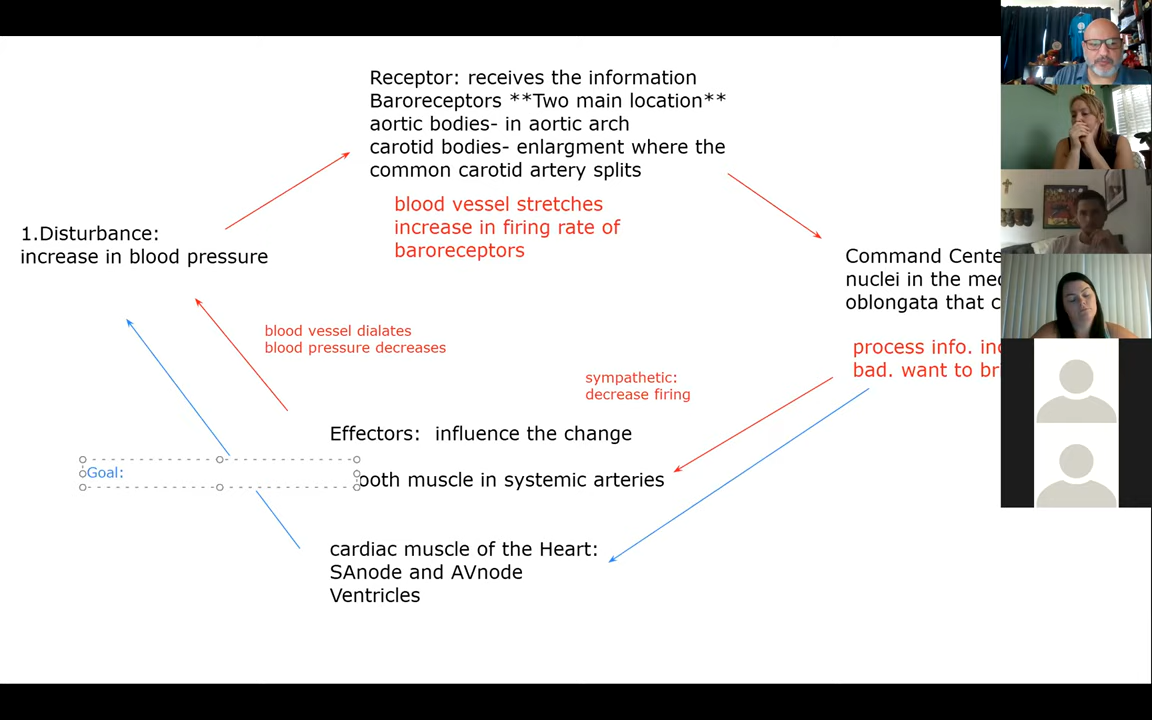 Receptor: receives the information
Baroreceptors **Two main location**
aortic bodies- in aortic arch
carotid bodies- enlargment where the
common carotid artery splits
blood vessel stretches
increase in firing rate of
baroreceptors
1.Disturbance:
increase in blood pressure
Command Cente
nuclei in the med
oblongata that c
process info. inc
bad. want to br
blood vessel dialates
blood pressure decreases
sympathetic:
decrease firing
Effectors:  influence the change
Goal:
ooth muscle in systemic arteries
cardiac muscle of the Heart:
SAnode and AVnode
Ventricles